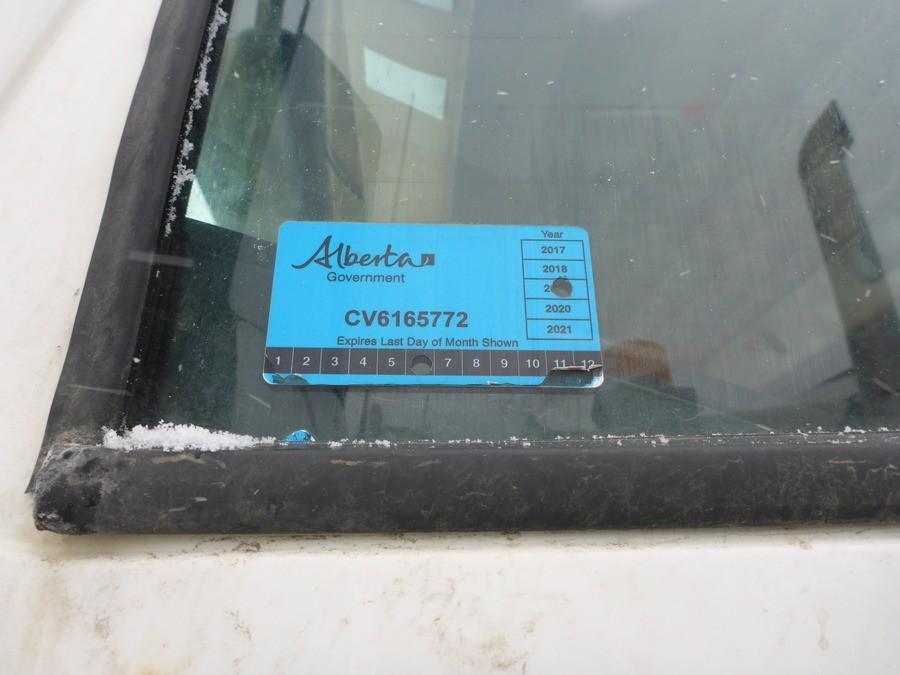 Alberta
Government
CV6165772
Expires Last Day of Month Shown
Year
2017
2018
2020
2021
1 2 3 4 5 7 8 9 10 11 12